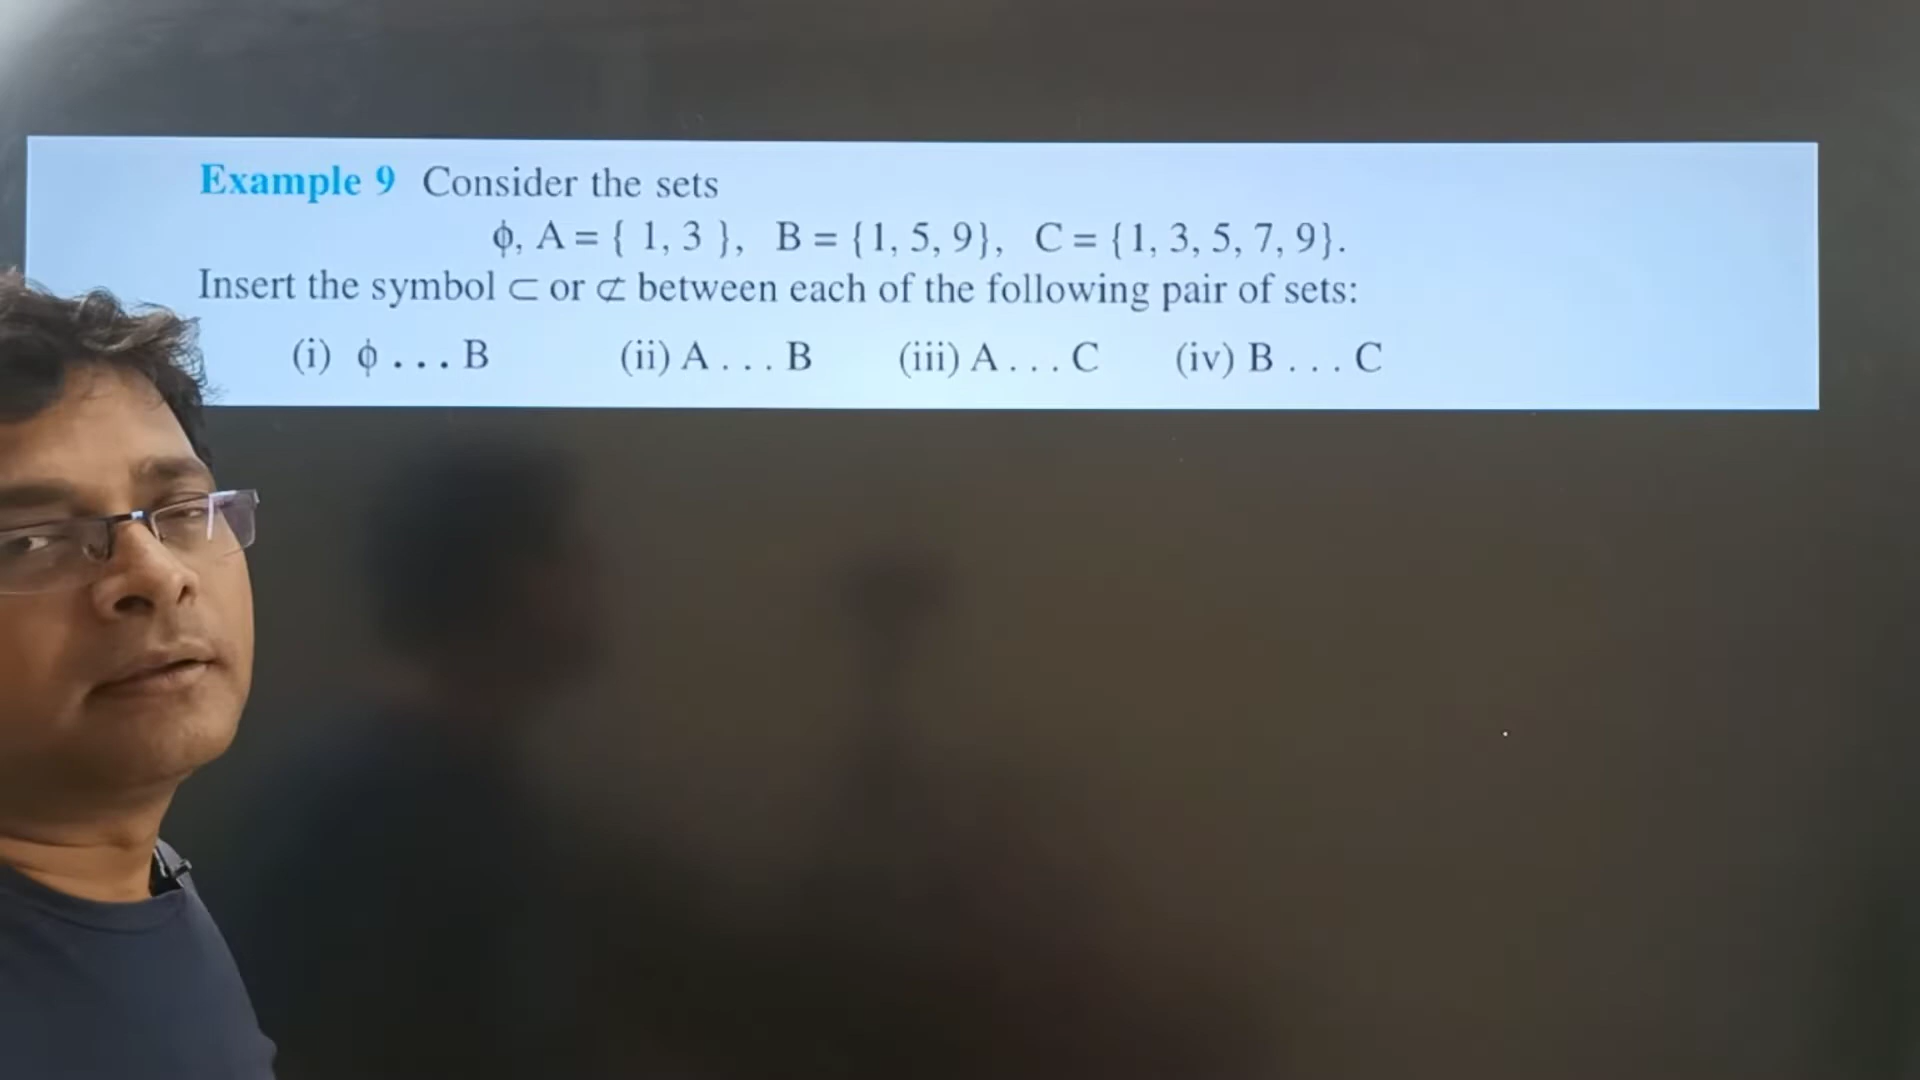 Example 9 Consider the sets
ϕ, A = { 1, 3 }, B = {1, 5, 9}, C = {1, 3, 5, 7, 9}.
Insert the symbol ⊂ or ⊄ between each of the following pair of sets:
(i) ϕ . . . B (ii) A . . . B (iii) A . . . C (iv) B . . . C